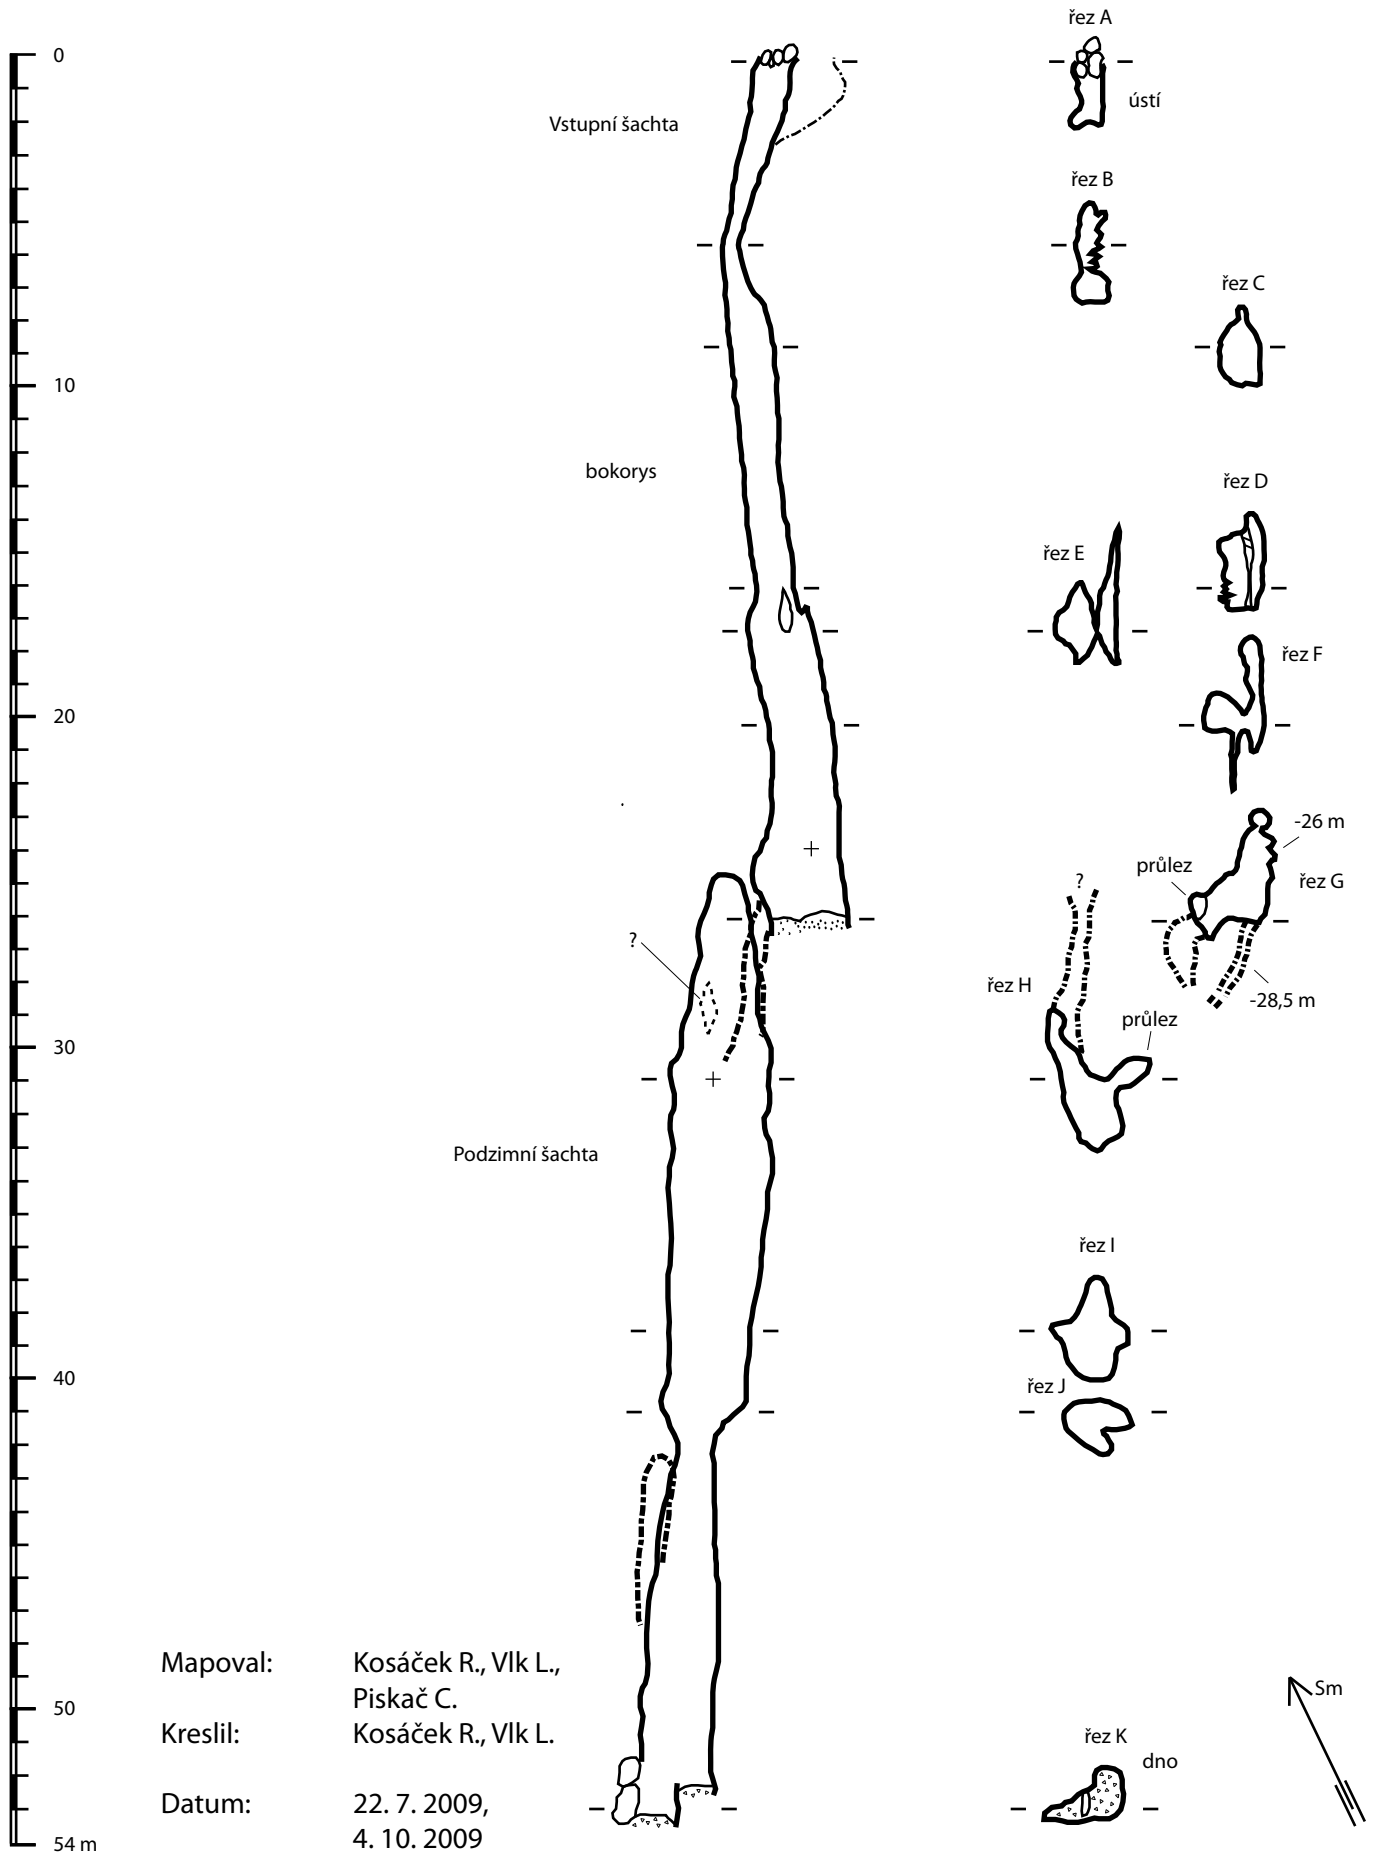 0
řez A
ústí
Vstupní šachta
řez B
řez C
10
bokorys
řez D
řez E
řez F
20
-26 m
průlez
řez G
?
?
řez H
-28,5 m
průlez
30
Podzimní šachta
řez I
40
řez J
Mapoval: Kosáček R., Vlk L.,
Piskač C.
Kreslil: Kosáček R., Vlk L.
Datum: 22. 7. 2009,
4. 10. 2009
50
Sm
řez K
dno
54 m